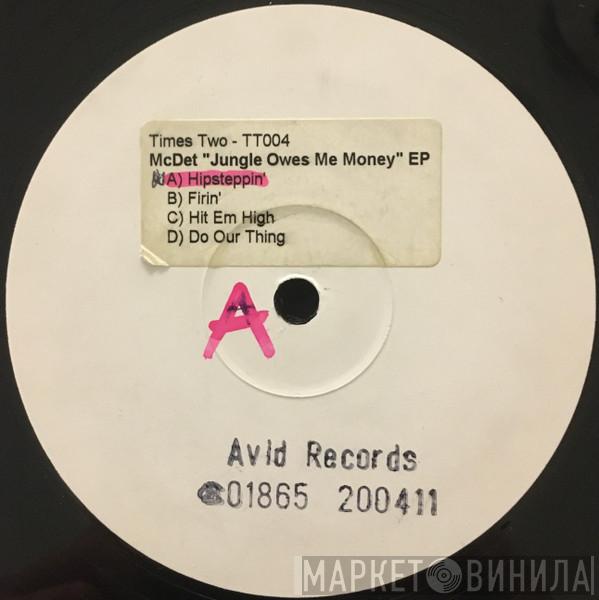 Times Two - TT004
McDet "Jungle Owes Me Money" EP
A) Hipsteppin'
B) Firin'
C) Hit Em High
D) Do Our Thing
A
Avid Records
01865 200411
МАРКЕТ ВИНИЛА